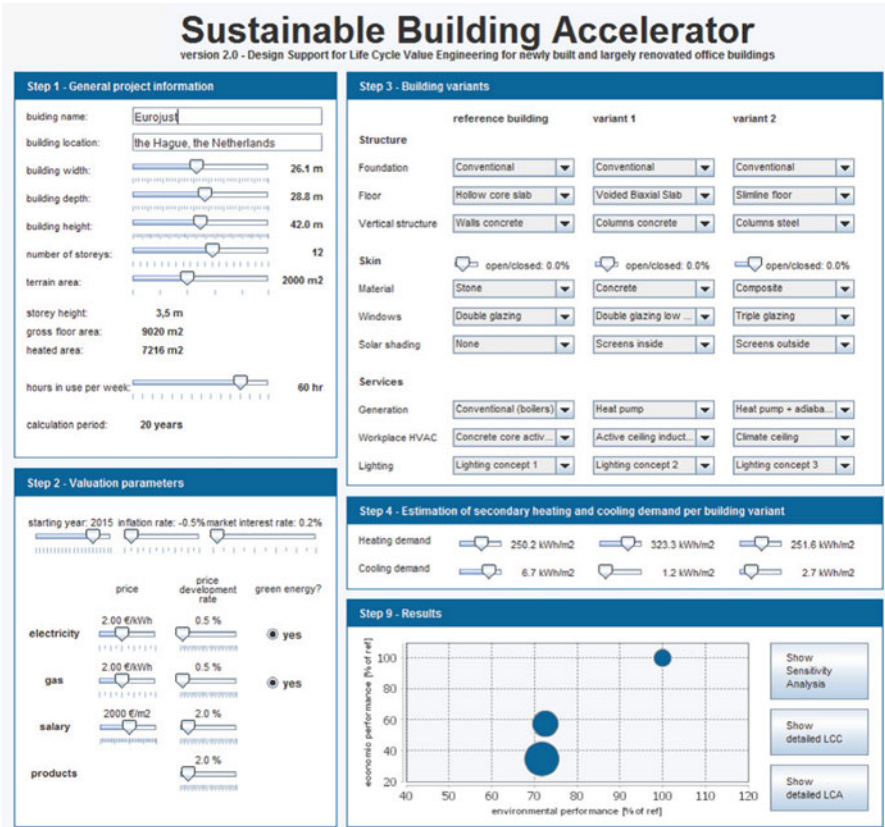 Sustainable Building Accelerator
version 2.0 - Design Support for Life Cycle Value Engineering for newly built and largely renovated office buildings
Step 1 - General project information
buiding name: Eurojust
building location: the Hague, the Netherlands
building width: 26.1 m
building depth: 28.8 m
building height: 42.0 m
number of storeys: 12
terrain area: 2000 m2
storey height: 3,5 m
gross floor area: 9020 m2
heated area: 7216 m2
hours in use per week: 60 hr
calculation period: 20 years
Step 2 - Valuation parameters
starting year: 2015 inflation rate: -0.5% market interest rate: 0.2%
price price development rate green energy?
electricity 2.00 €/kWh 0.5 % yes
gas 2.00 €/kWh 0.5 % yes
salary 2000 €/m2 2.0 %
products 2.0 %
Step 3 - Building variants
reference building variant 1 variant 2
Structure
Foundation Conventional Conventional Conventional
Floor Hollow core slab Voided Biaxial Slab Slimline floor
Vertical structure Walls concrete Columns concrete Columns steel
Skin open/closed: 0.0% open/closed: 0.0% open/closed: 0.0%
Material Stone Concrete Composite
Windows Double glazing Double glazing low ... Triple glazing
Solar shading None Screens inside Screens outside
Services
Generation Conventional (boilers) Heat pump Heat pump + adiaba...
Workplace HVAC Concrete core activ... Active ceiling induct... Climate ceiling
Lighting Lighting concept 1 Lighting concept 2 Lighting concept 3
Step 4 - Estimation of secondary heating and cooling demand per building variant
Heating demand 250.2 kWh/m2 323.3 kWh/m2 251.6 kWh/m2
Cooling demand 6.7 kWh/m2 1.2 kWh/m2 2.7 kWh/m2
Step 9 - Results
economic performance [% of ref]
100
80
60
40
20
40 50 60 70 80 90 100 110 120
environmental performance [% of ref]
Show
Sensitivity
Analysis
Show
detailed LCC
Show
detailed LCA